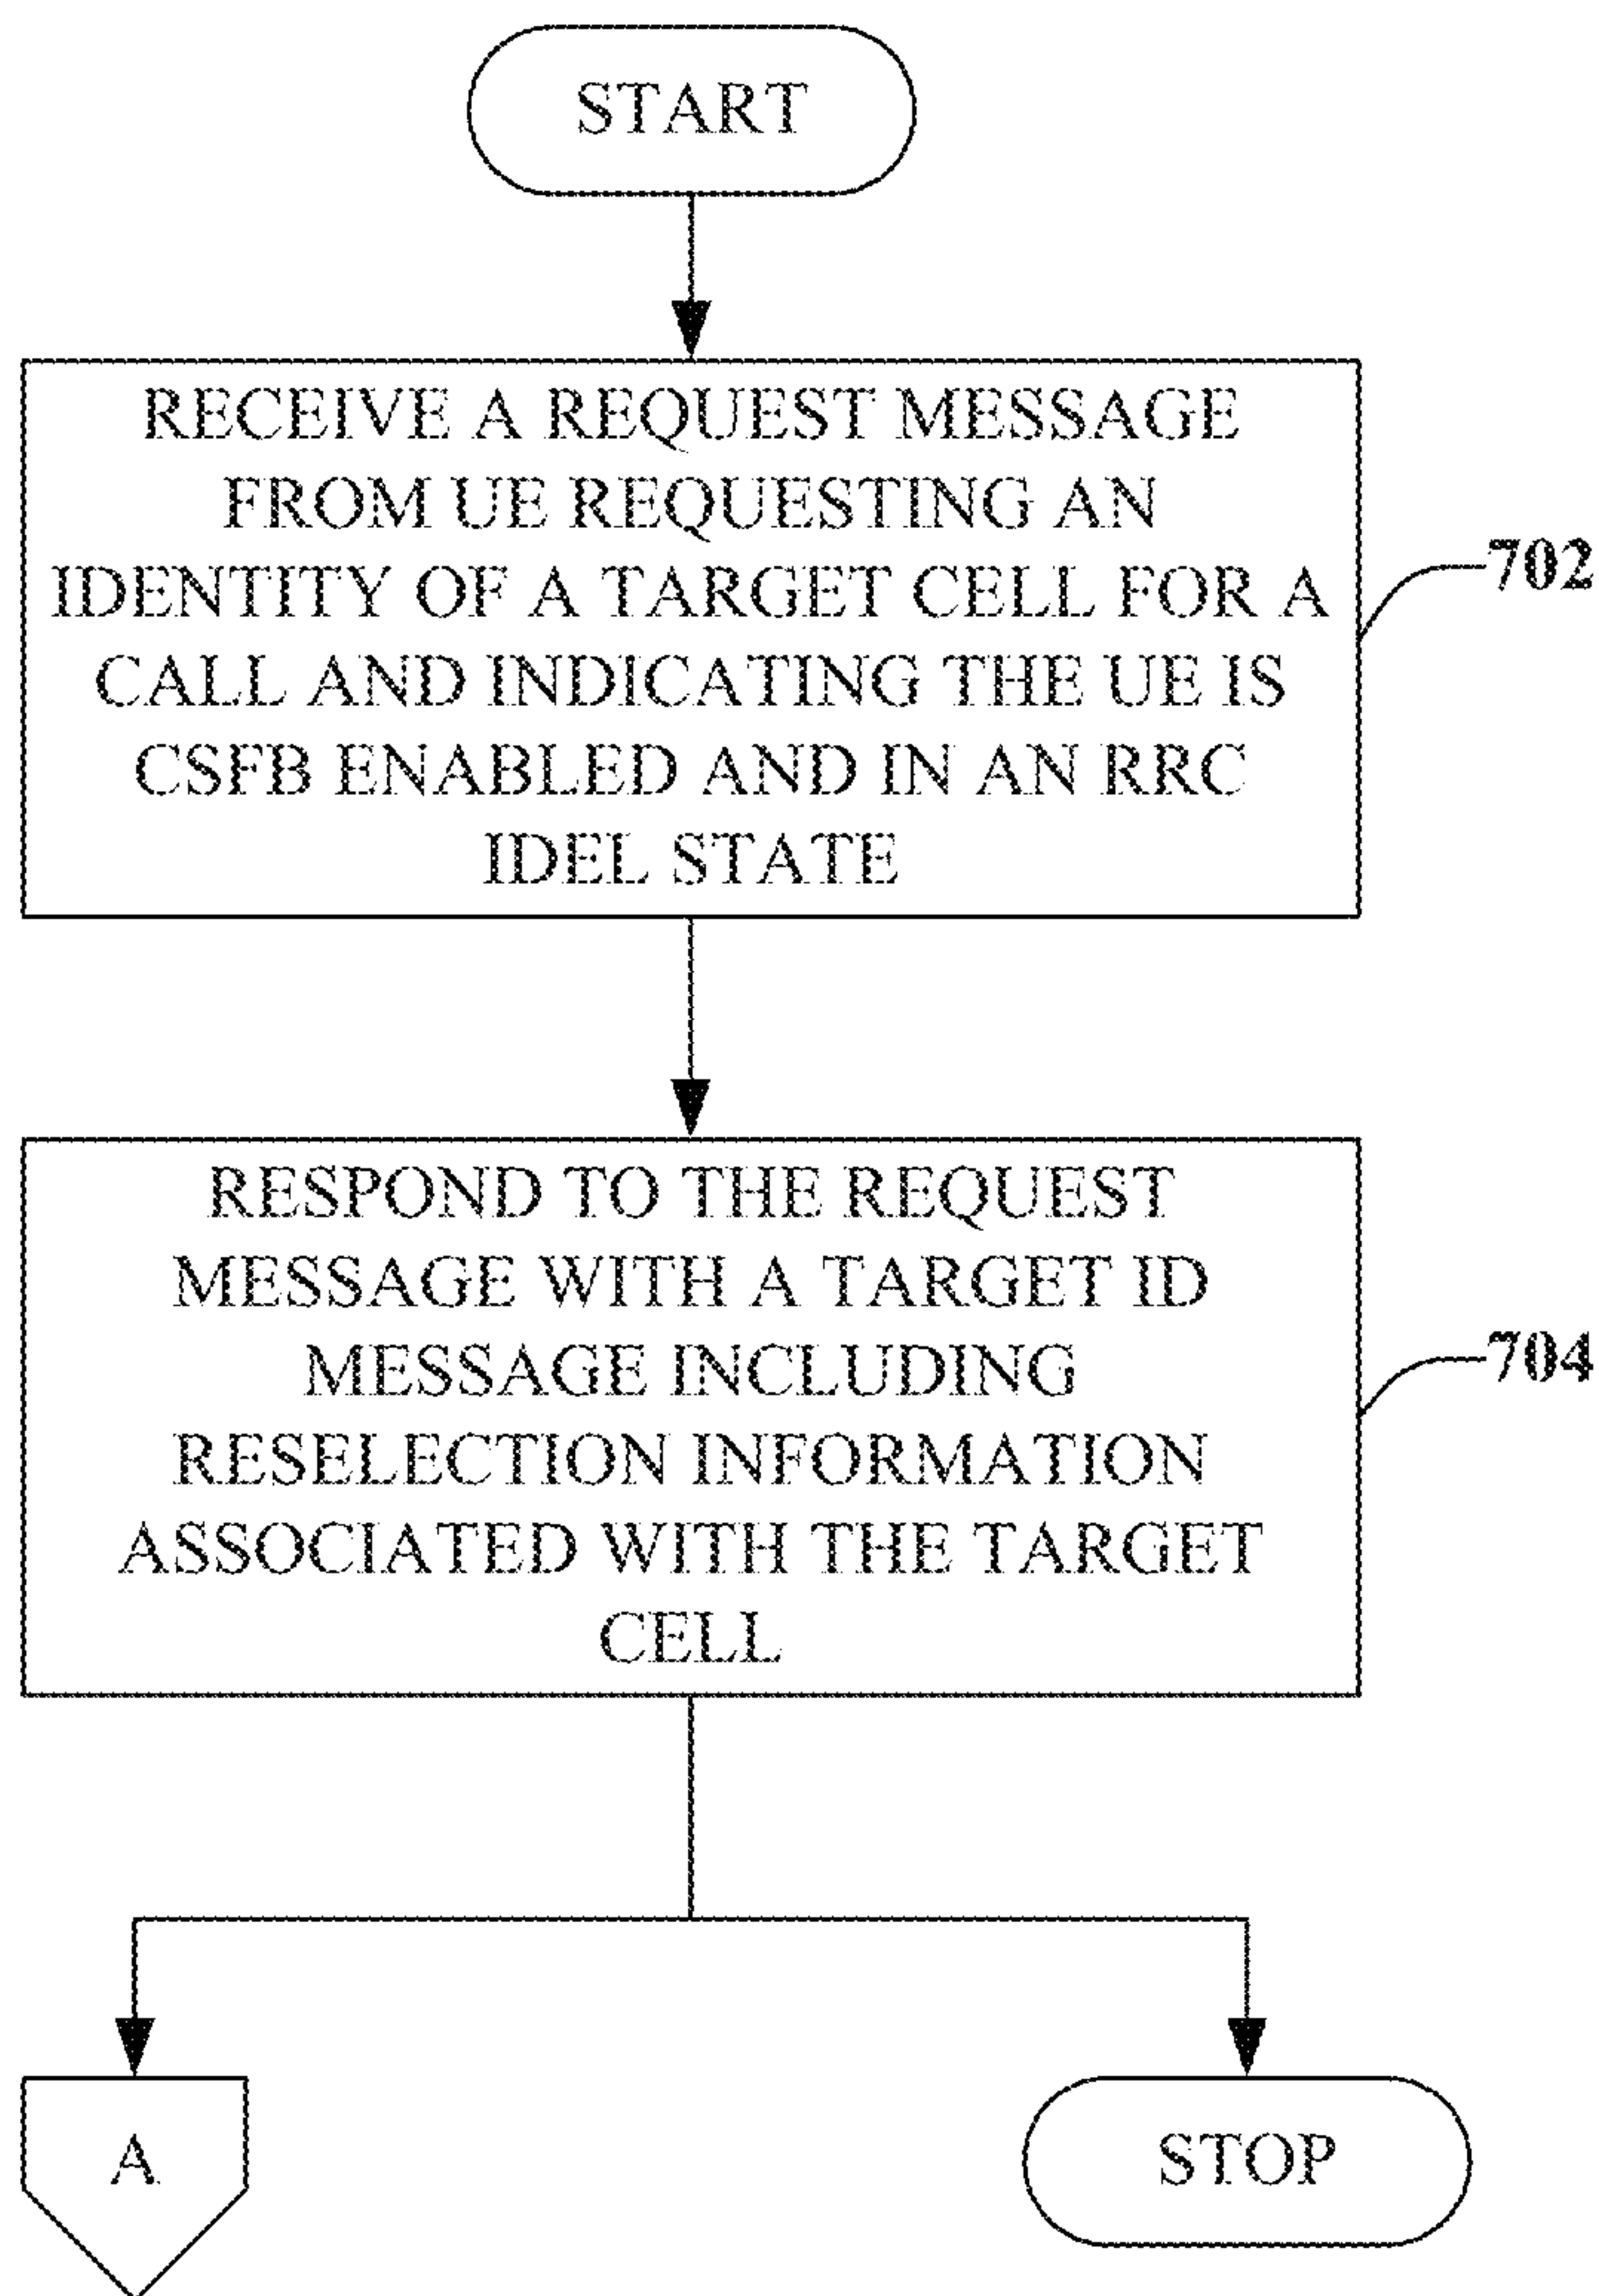 START
RECEIVE A REQUEST MESSAGE
FROM UE REQUESTING AN
IDENTITY OF A TARGET CELL FOR A
CALL AND INDICATING THE UE IS
CSFB ENABLED AND IN AN RRC
IDEL STATE
702
RESPOND TO THE REQUEST
MESSAGE WITH A TARGET ID
MESSAGE INCLUDING
RESELECTION INFORMATION
ASSOCIATED WITH THE TARGET
CELL
704
A
STOP